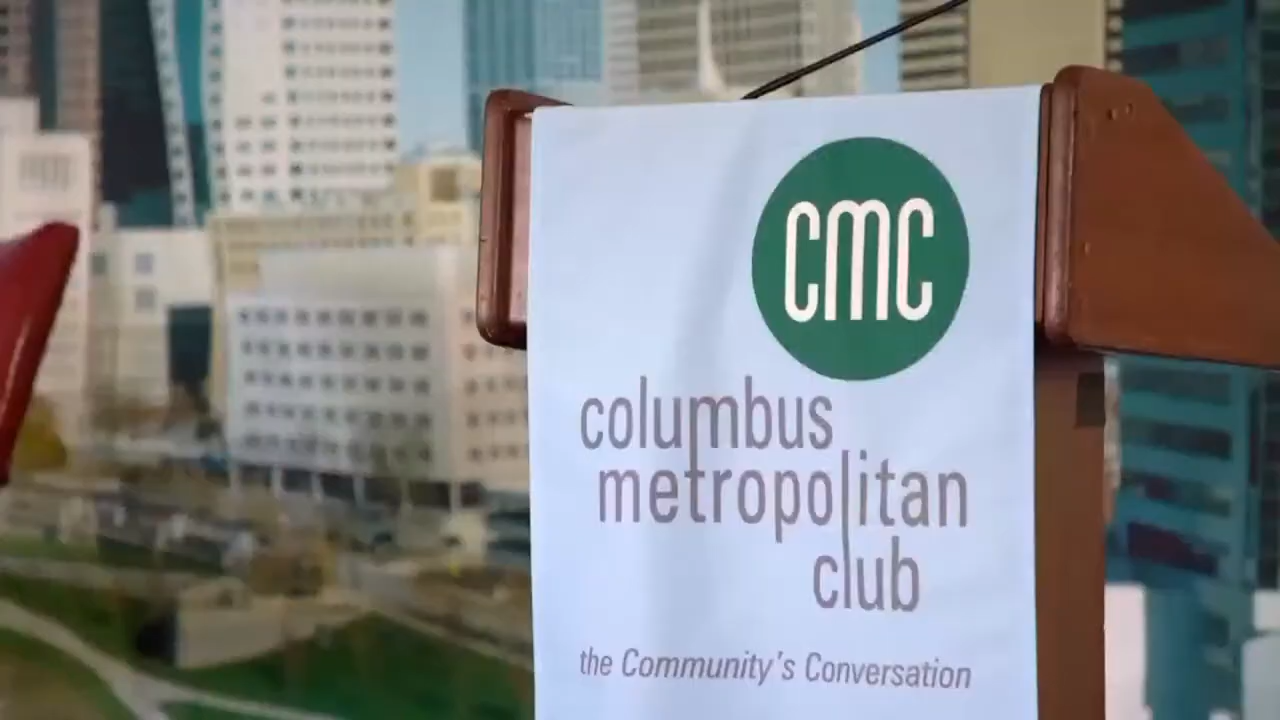 cmc
columbus
metropolitan
club
the Community's Conversation